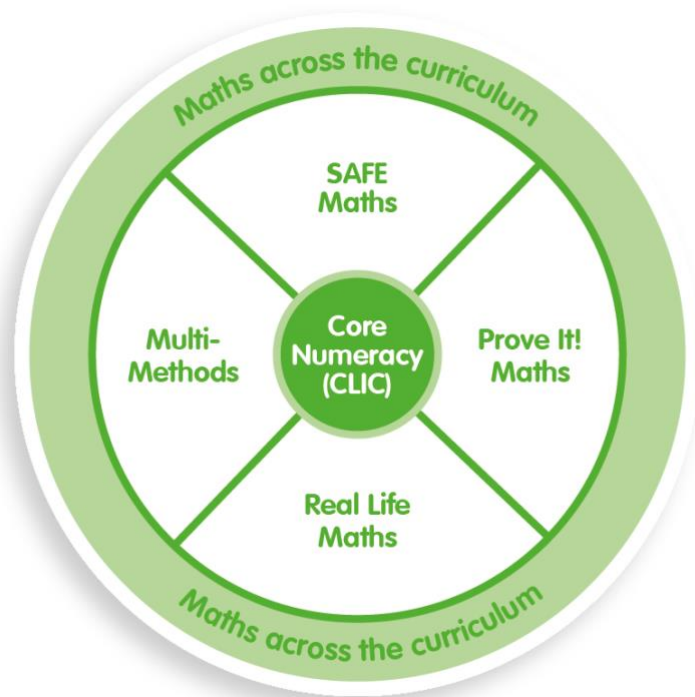 Maths across the curriculum
SAFE
Maths
Multi-
Methods
Core
Numeracy
(CLIC)
Prove It!
Maths
Real Life
Maths
Maths across the curriculum